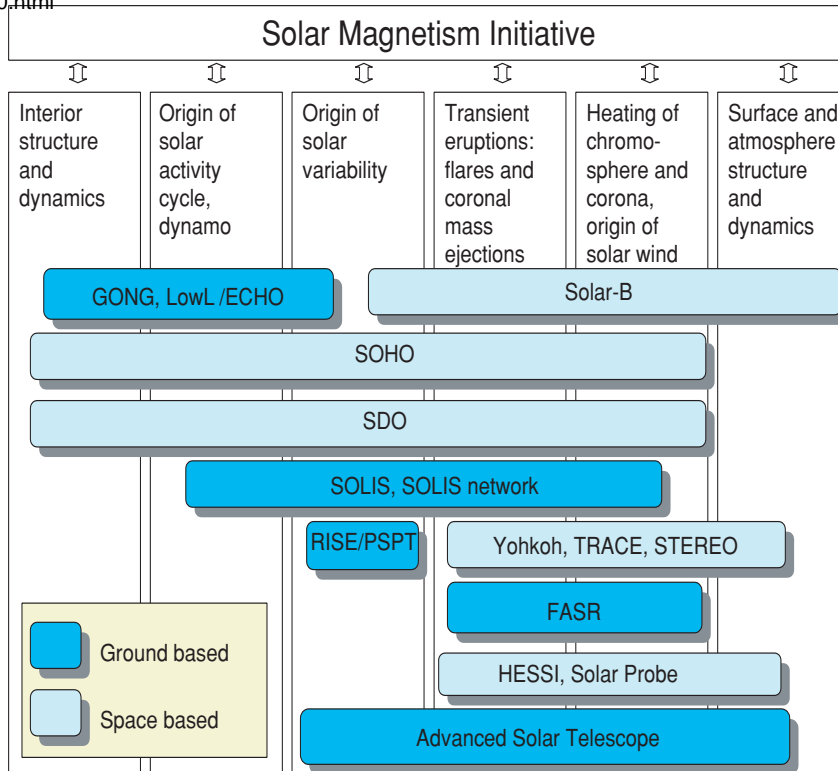 0.html
Solar Magnetism Initiative
Interior
structure
and
dynamics
Origin of
solar
activity
cycle,
dynamo
Origin of
solar
variability
Transient
eruptions:
flares and
coronal
mass
ejections
Heating of
chromo-
sphere and
corona,
origin of
solar wind
Surface and
atmosphere
structure
and
dynamics
GONG, LowL /ECHO
Solar-B
SOHO
SDO
SOLIS, SOLIS network
RISE/PSPT
Yohkoh, TRACE, STEREO
FASR
HESSI, Solar Probe
Advanced Solar Telescope
Ground based
Space based